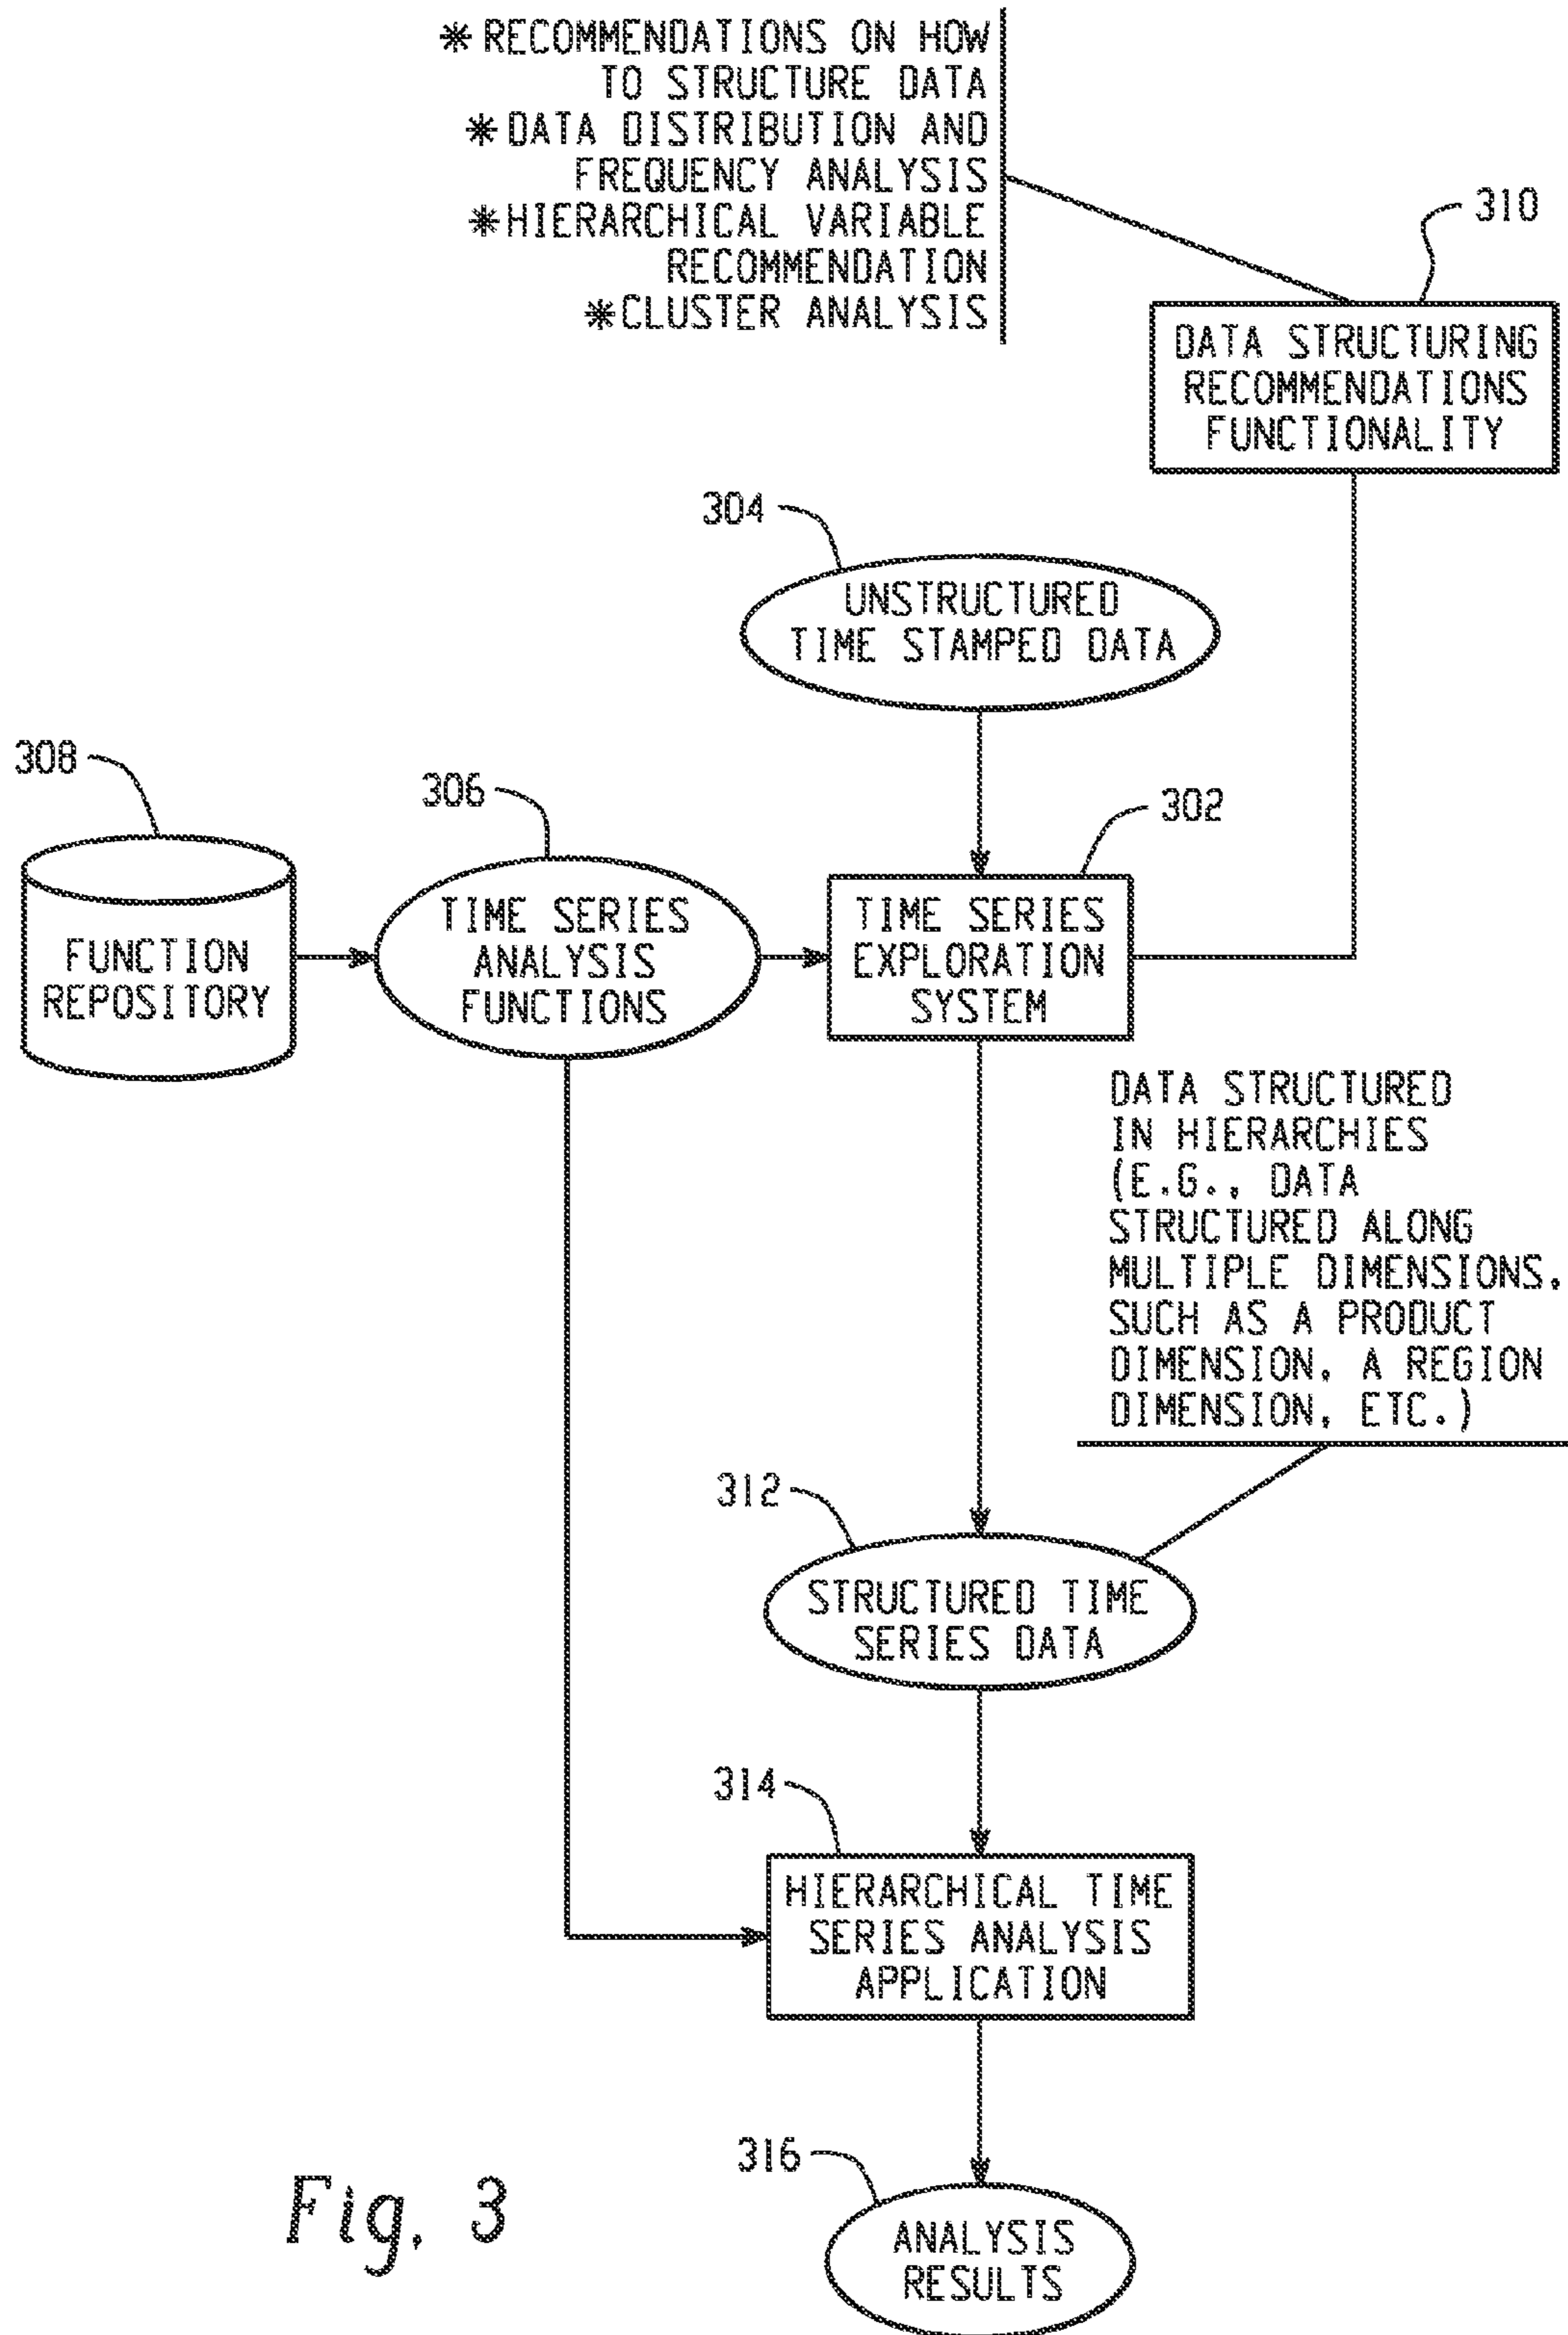 * RECOMMENDATIONS ON HOW
TO STRUCTURE DATA
* DATA DISTRIBUTION AND
FREQUENCY ANALYSIS
* HIERARCHICAL VARIABLE
RECOMMENDATION
* CLUSTER ANALYSIS
310
DATA STRUCTURING
RECOMMENDATIONS
FUNCTIONALITY
304
UNSTRUCTURED
TIME STAMPED DATA
308
FUNCTION
REPOSITORY
306
TIME SERIES
ANALYSIS
FUNCTIONS
302
TIME SERIES
EXPLORATION
SYSTEM
DATA STRUCTURED
IN HIERARCHIES
(E.G., DATA
STRUCTURED ALONG
MULTIPLE DIMENSIONS,
SUCH AS A PRODUCT
DIMENSION, A REGION
DIMENSION, ETC.)
312
STRUCTURED TIME
SERIES DATA
314
HIERARCHICAL TIME
SERIES ANALYSIS
APPLICATION
316
ANALYSIS
RESULTS
Fig. 3